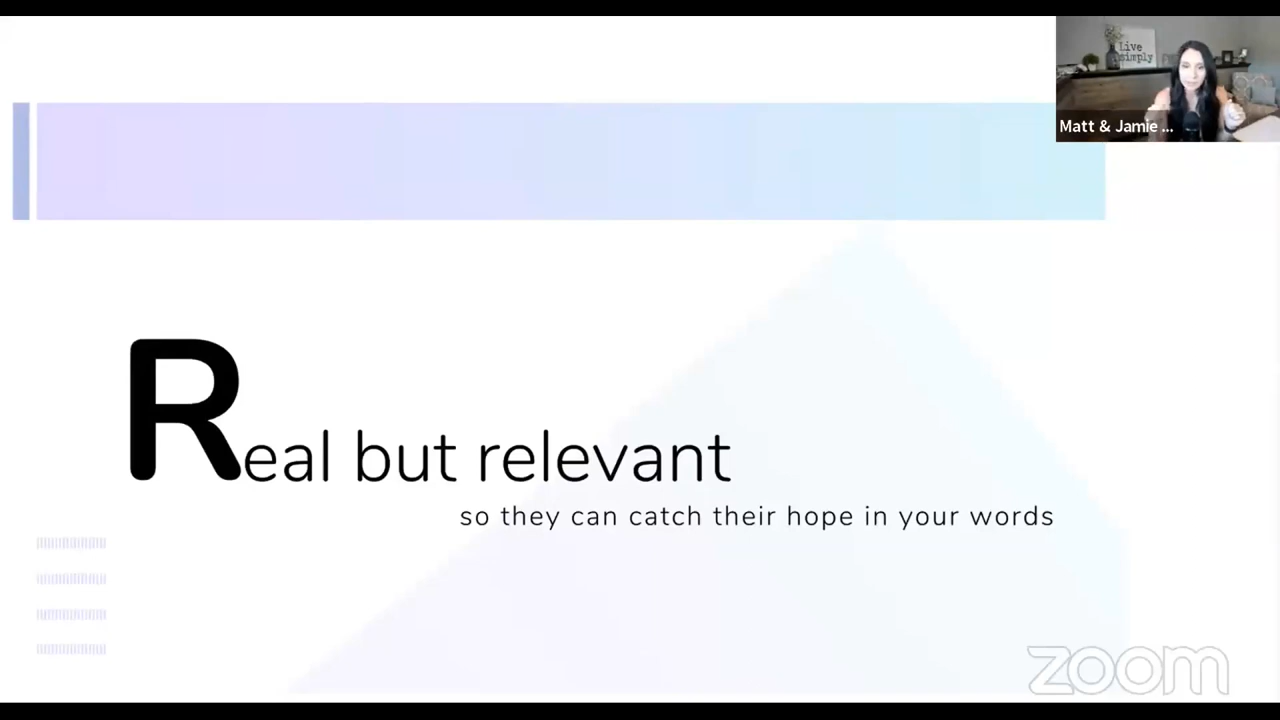 Live
simply
Matt & Jamie ...
Real but relevant
so they can catch their hope in your words
zoom